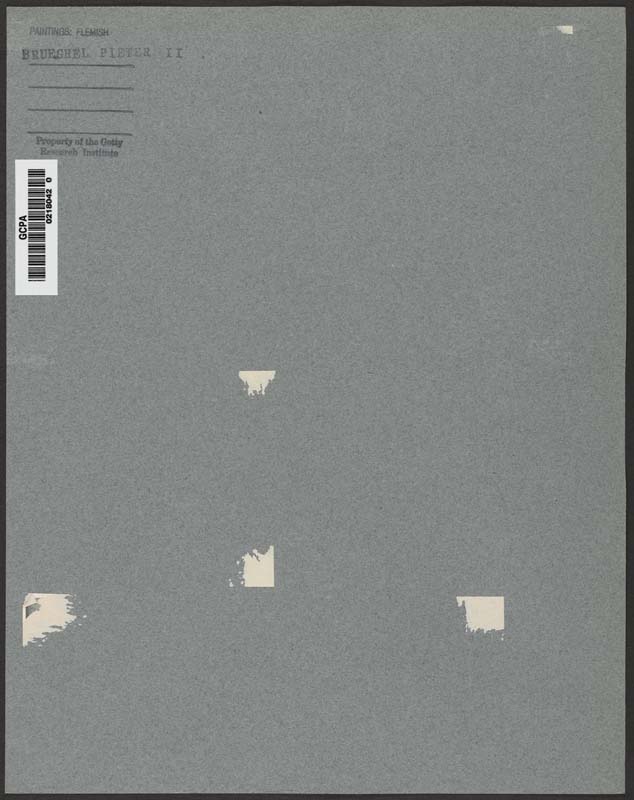 PAINTINGS: FLEMISH
BRUEGHEL PIETER II
Property of the Getty
Research Institute
GCPA
0218042 0